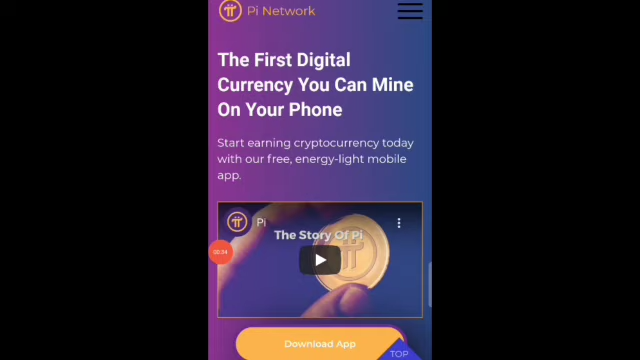 Pi Network
The First Digital
Currency You Can Mine
On Your Phone
Start earning cryptocurrency today
with our free, energy-light mobile
app.
Pi
The Story Of Pi
Download App
TOP